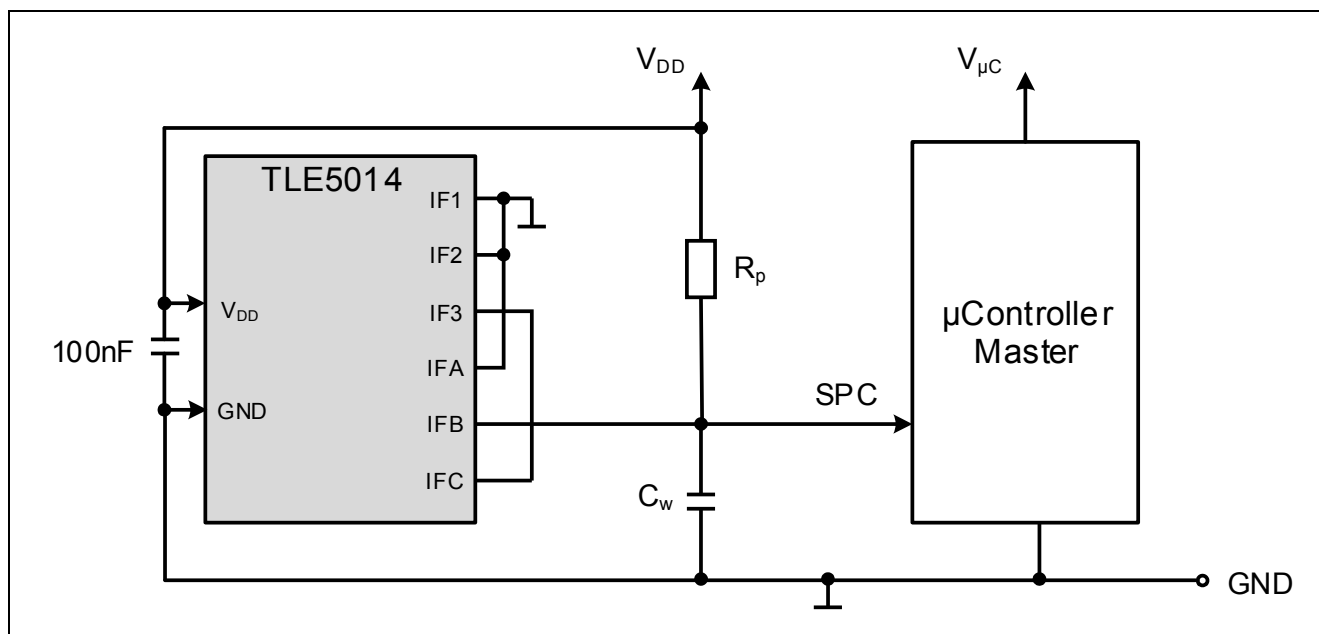 V_DD
V_µC
TLE5014
IF1
IF2
IF3
IFA
IFB
IFC
V_DD
GND
100nF
R_p
C_w
SPC
µController
Master
GND